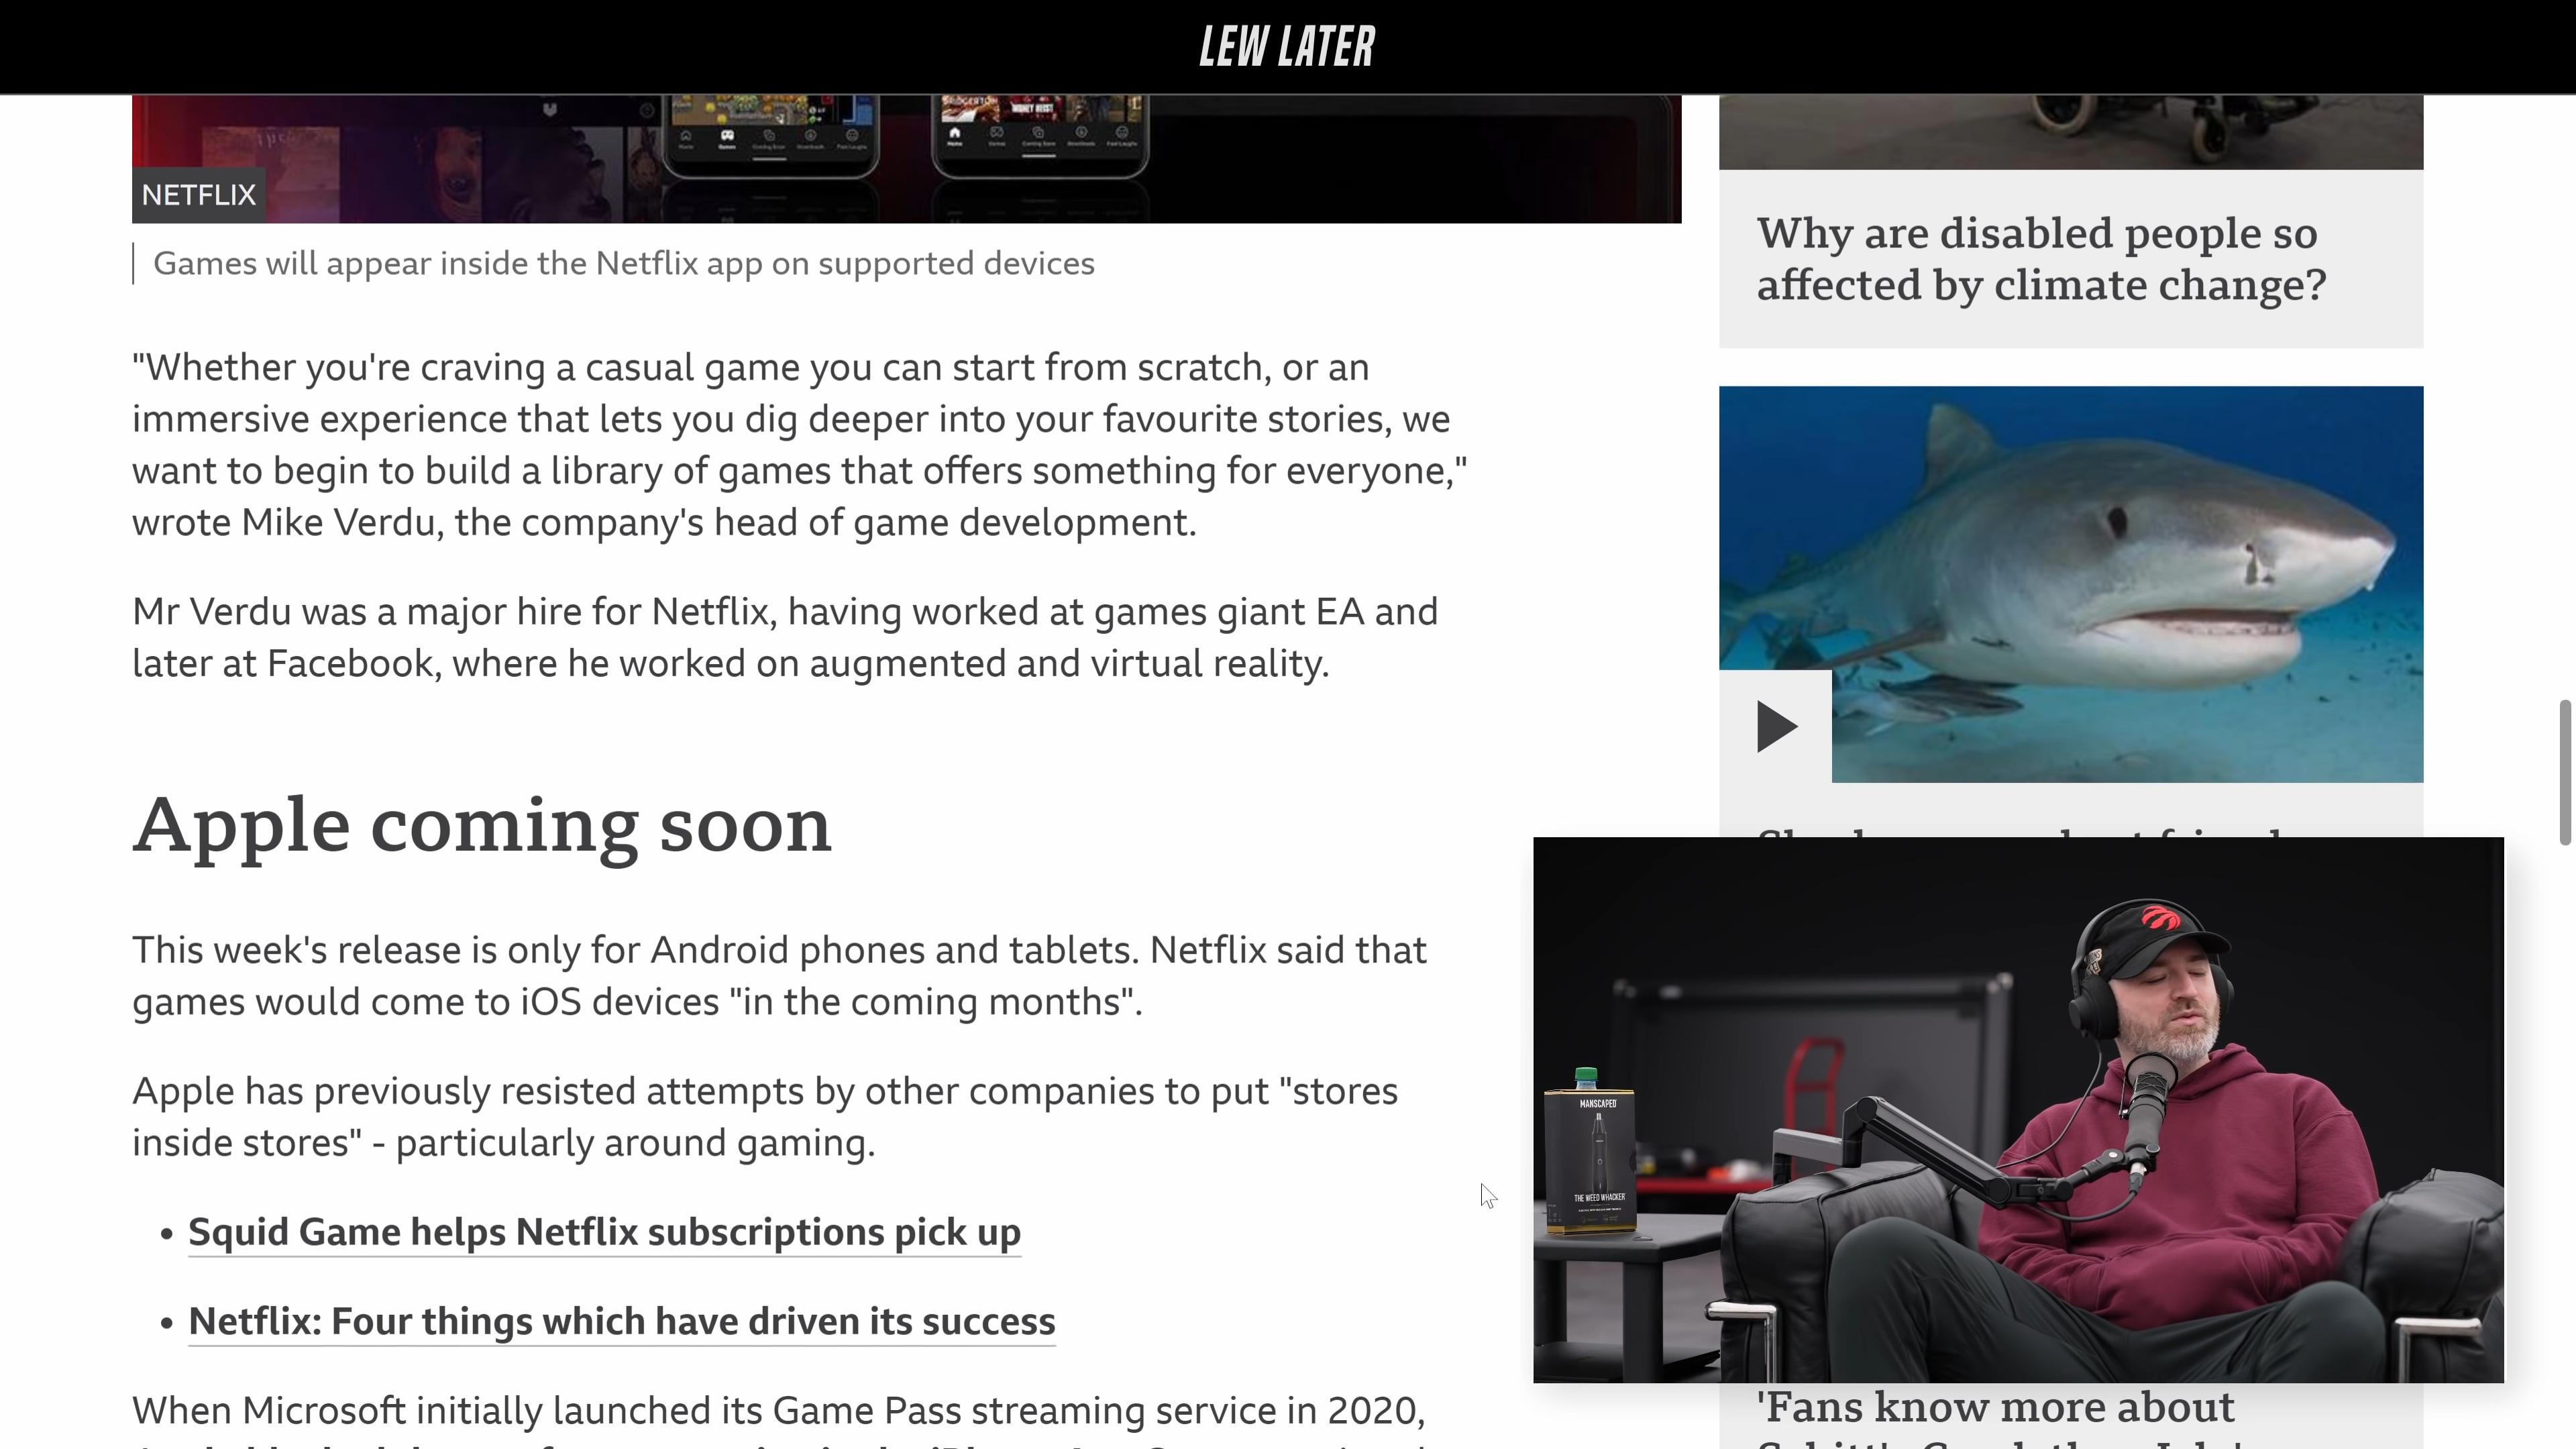 LEW LATER
NETFLIX
Games will appear inside the Netflix app on supported devices
"Whether you're craving a casual game you can start from scratch, or an
immersive experience that lets you dig deeper into your favourite stories, we
want to begin to build a library of games that offers something for everyone,"
wrote Mike Verdu, the company's head of game development.
Mr Verdu was a major hire for Netflix, having worked at games giant EA and
later at Facebook, where he worked on augmented and virtual reality.
Apple coming soon
This week's release is only for Android phones and tablets. Netflix said that
games would come to iOS devices "in the coming months".
Apple has previously resisted attempts by other companies to put "stores
inside stores" - particularly around gaming.
• Squid Game helps Netflix subscriptions pick up
• Netflix: Four things which have driven its success
When Microsoft initially launched its Game Pass streaming service in 2020,
Why are disabled people so
affected by climate change?
MANSCAPED
THE WEED WHACKER
'Fans know more about